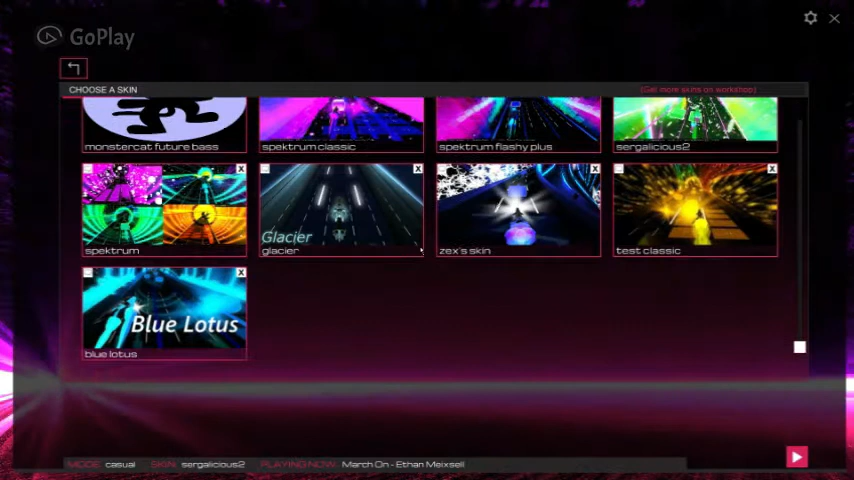 GoPlay
CHOOSE A SKIN
(Get more skins on workshop)
monstercat future bass
spektrum classic
spektrum flashy plus
sergalicious2
X
X
X
X
Glacier
spektrum
glacier
zex's skin
test classic
X
Blue Lotus
blue lotus
MODE casual SKIN sergalicious2 PLAYING NOW March On - Ethan Meixsell